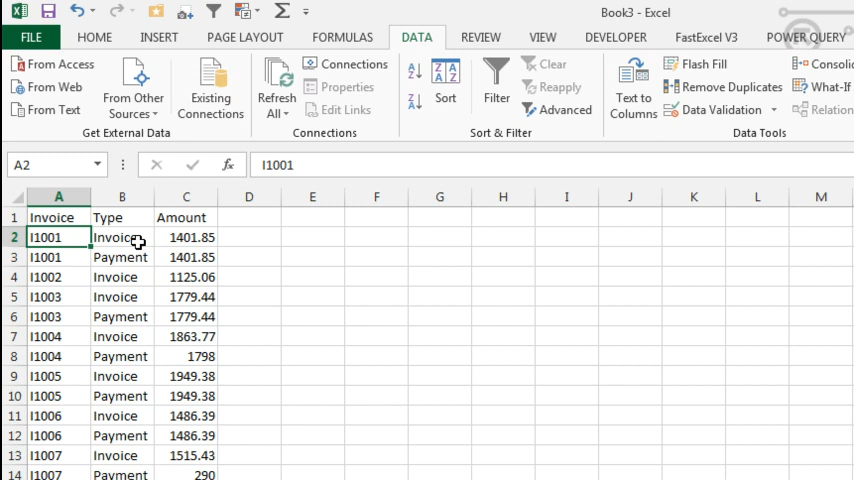 Book3 - Excel
FILE HOME INSERT PAGE LAYOUT FORMULAS DATA REVIEW VIEW DEVELOPER FastExcel V3 POWER QUERY
From Access
From Web
From Text
From Other
Sources
Existing
Connections
Get External Data
Refresh
All
Connections
Properties
Edit Links
Connections
Sort
Filter
Clear
Reapply
Advanced
Sort & Filter
Text to
Columns
Flash Fill
Remove Duplicates
Data Validation
Consolid
What-If
Relation
Data Tools
A2 fx I1001
A B C D E F G H I J K L M
1 Invoice Type Amount
2 I1001 Invoice 1401.85
3 I1001 Payment 1401.85
4 I1002 Invoice 1125.06
5 I1003 Invoice 1779.44
6 I1003 Payment 1779.44
7 I1004 Invoice 1863.77
8 I1004 Payment 1798
9 I1005 Invoice 1949.38
10 I1005 Payment 1949.38
11 I1006 Invoice 1486.39
12 I1006 Payment 1486.39
13 I1007 Invoice 1515.43
14 I1007 Payment 290